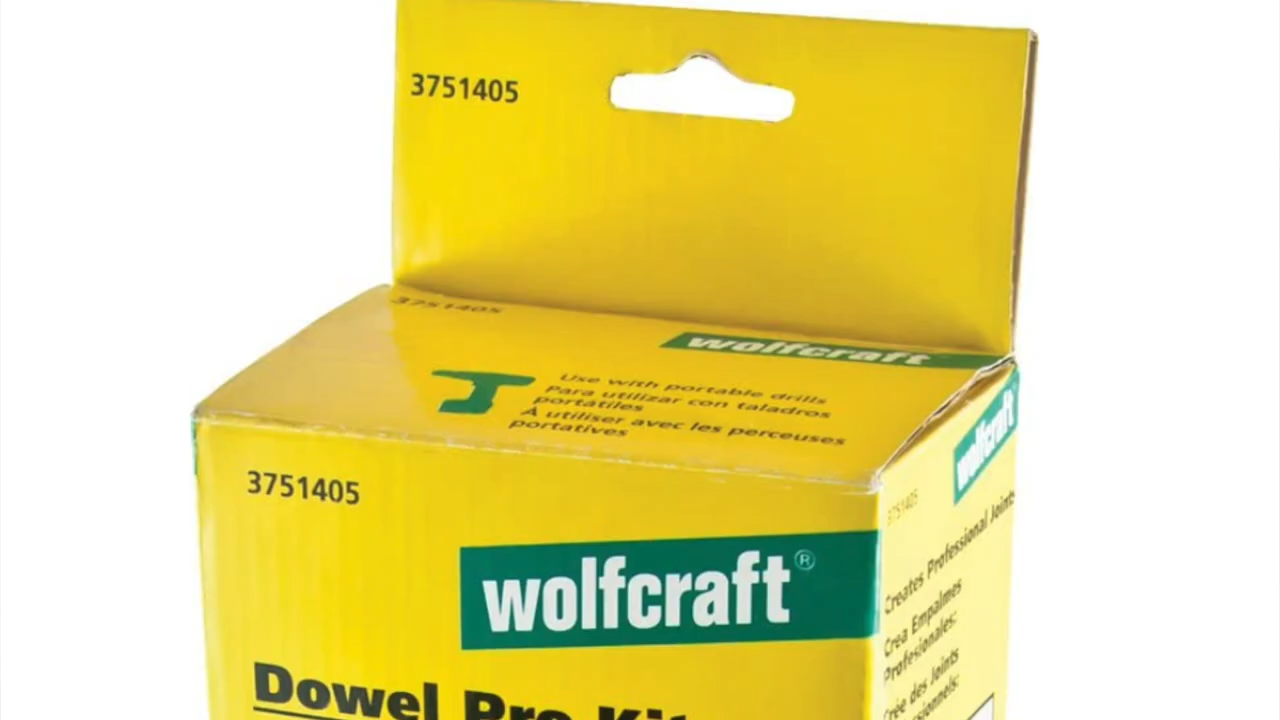 3751405
3751405
wolfcraft
Use with portable drills
Para utilizar con taladros
portátiles
À utiliser avec les perceuses
portatives
3751405
wolfcraft®
Dowel Pro Kit
wolfcraft
3751405
Creates Professional Joints
Crea Empalmes
Profesionales:
Crée des Joints